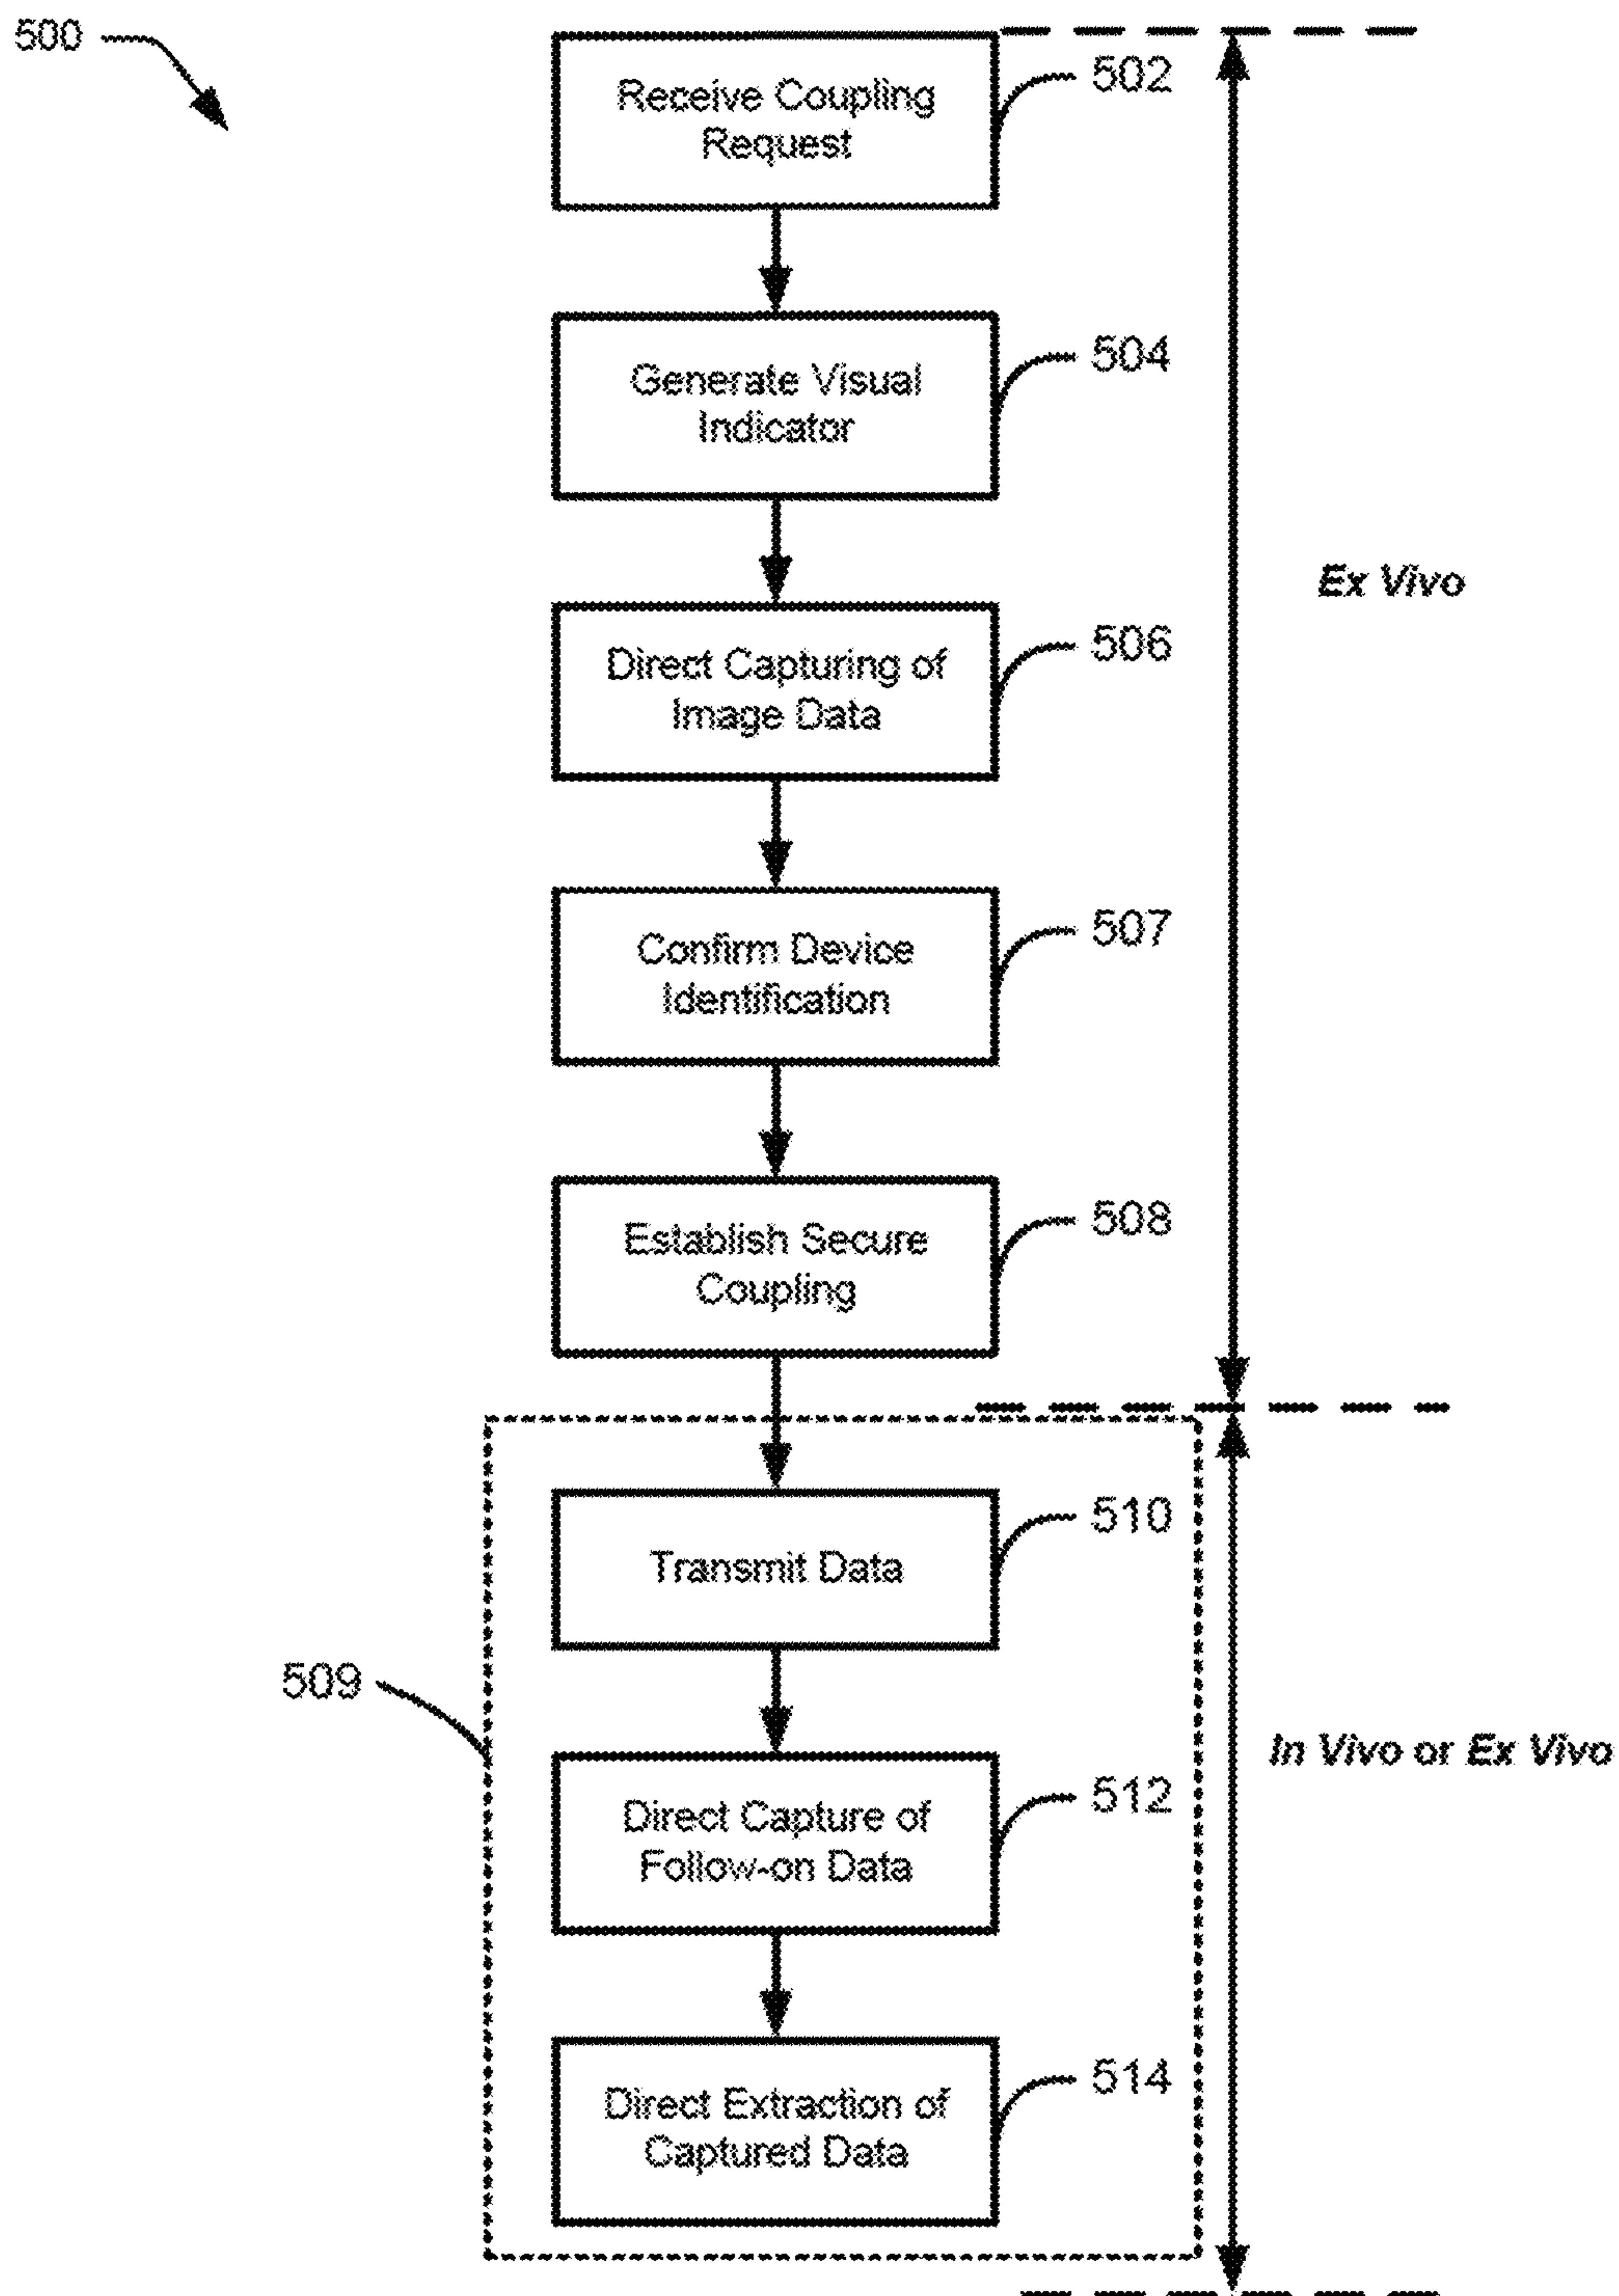 500
Receive Coupling
Request
502
Generate Visual
Indicator
504
Ex Vivo
Direct Capturing of
Image Data
506
Confirm Device
Identification
507
Establish Secure
Coupling
508
Transmit Data
510
509
In Vivo or Ex Vivo
Direct Capture of
Follow-on Data
512
Direct Extraction of
Captured Data
514